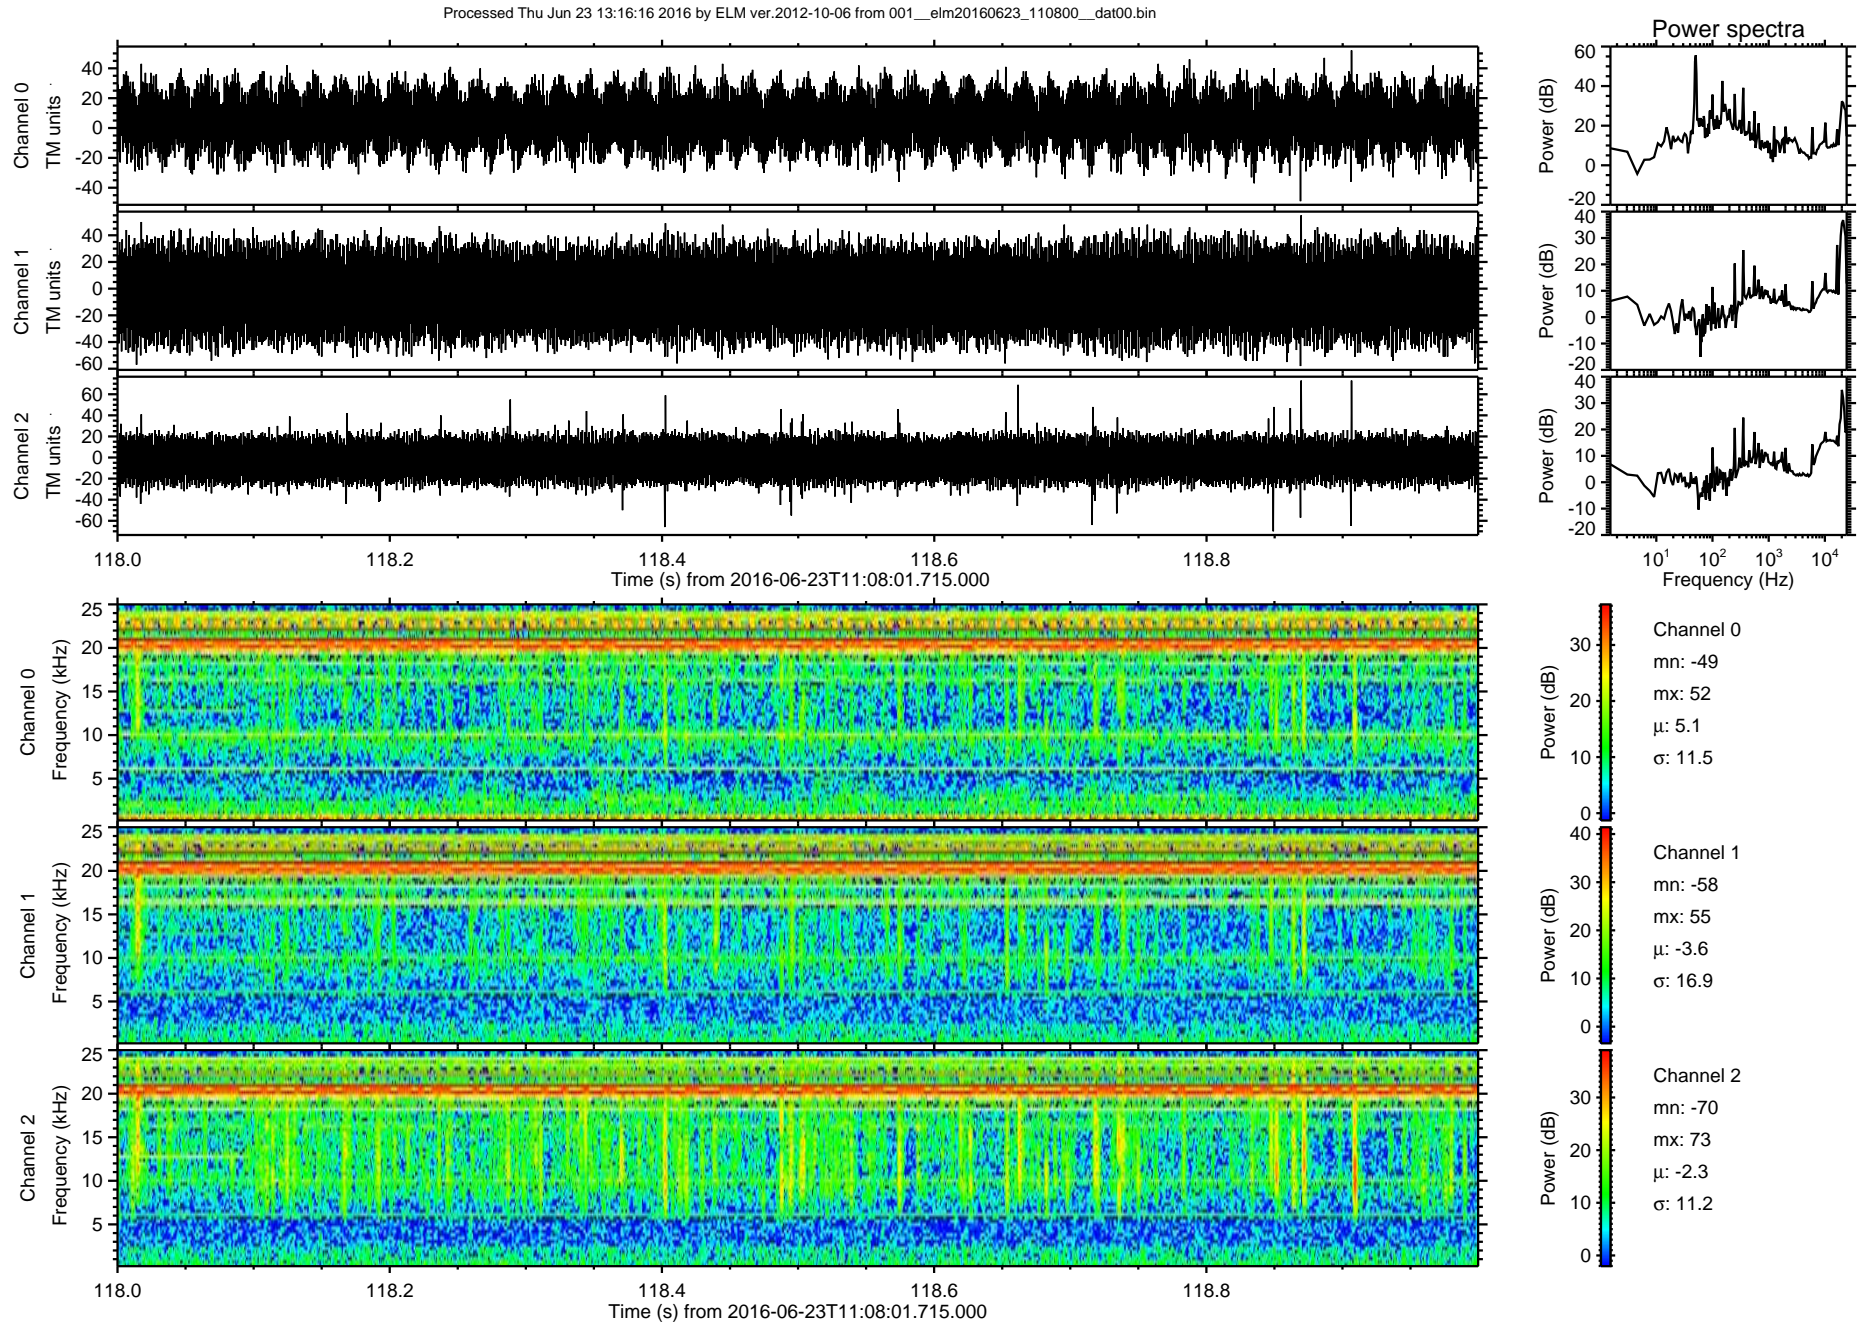 Processed Thu Jun 23 13:16:16 2016 by ELM ver.2012-10-06 from 001__elm20160623_110800__dat00.bin
Power spectra
Channel 0
TM units
40
20
0
-20
-40
Power (dB)
60
40
20
0
-20
Channel 1
TM units
40
20
0
-20
-40
-60
Power (dB)
40
30
20
10
0
-10
-20
Channel 2
TM units
60
40
20
0
-20
-40
-60
Power (dB)
40
30
20
10
0
-10
-20
118.0 118.2 118.4 118.6 118.8
Time (s) from 2016-06-23T11:08:01.715.000
10^1 10^2 10^3 10^4
Frequency (Hz)
Channel 0
Frequency (kHz)
25
20
15
10
5
Power (dB)
30
20
10
0
Channel 0
mn: -49
mx: 52
µ: 5.1
σ: 11.5
Channel 1
Frequency (kHz)
25
20
15
10
5
Power (dB)
40
30
20
10
0
Channel 1
mn: -58
mx: 55
µ: -3.6
σ: 16.9
Channel 2
Frequency (kHz)
25
20
15
10
5
Power (dB)
30
20
10
0
Channel 2
mn: -70
mx: 73
µ: -2.3
σ: 11.2
118.0 118.2 118.4 118.6 118.8
Time (s) from 2016-06-23T11:08:01.715.000